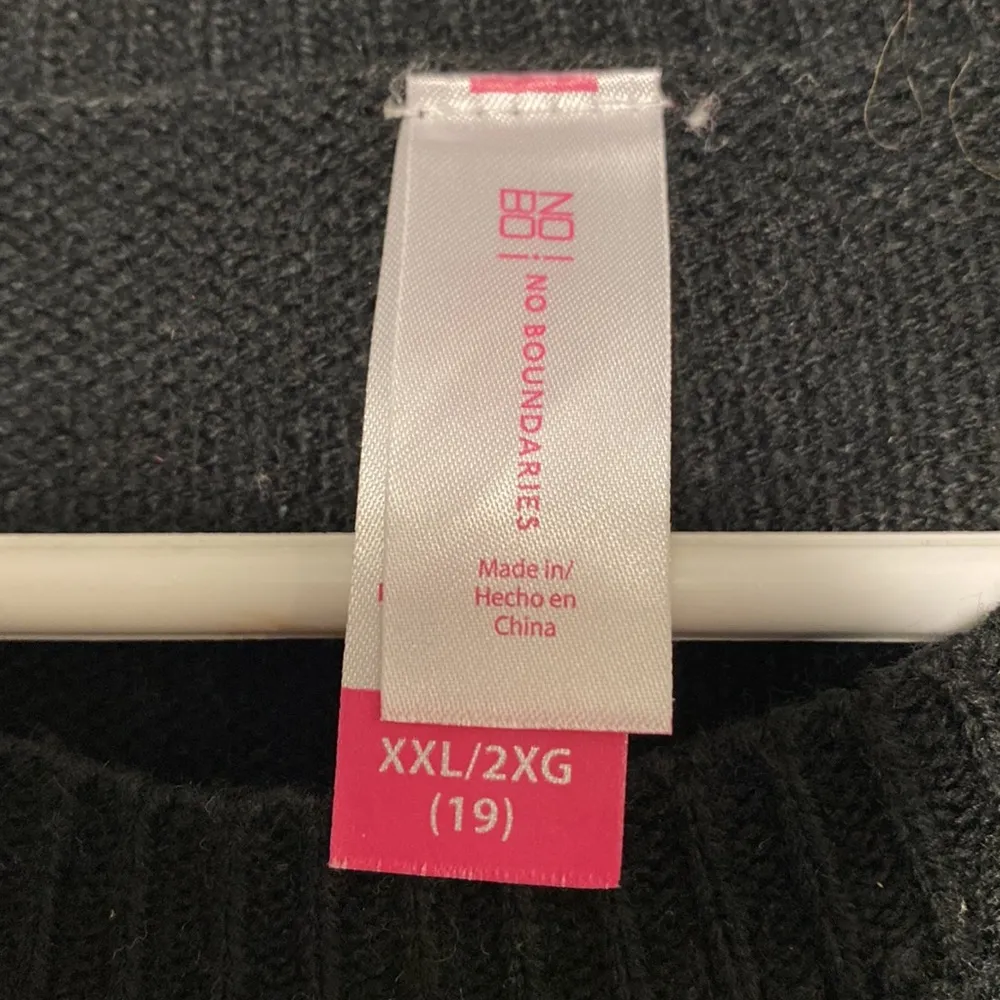 NO
BO
NO BOUNDARIES
Made in/
Hecho en
China
XXL/2XG
(19)